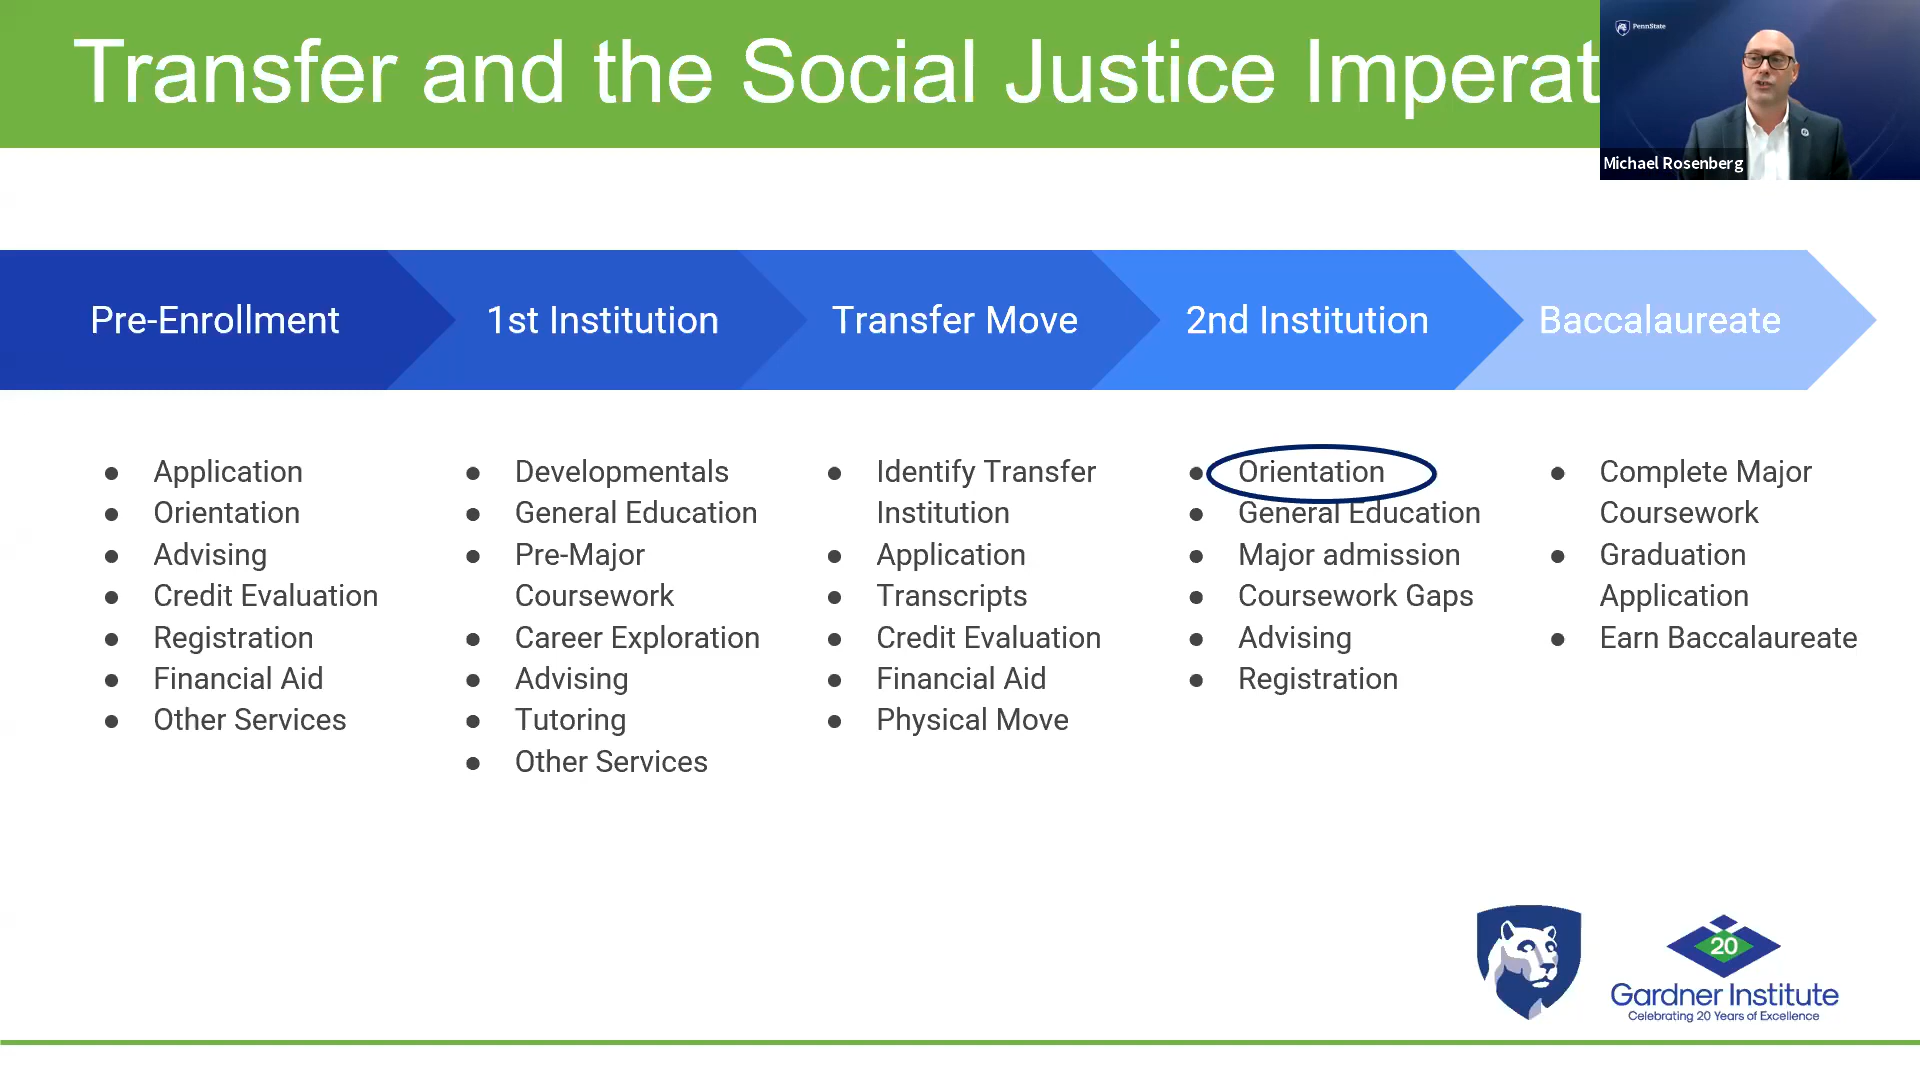 Transfer and the Social Justice Imperat
PennState
Michael Rosenberg
Pre-Enrollment
1st Institution
Transfer Move
2nd Institution
Baccalaureate
● Application
● Orientation
● Advising
● Credit Evaluation
● Registration
● Financial Aid
● Other Services
● Developmentals
● General Education
● Pre-Major
Coursework
● Career Exploration
● Advising
● Tutoring
● Other Services
● Identify Transfer
Institution
● Application
● Transcripts
● Credit Evaluation
● Financial Aid
● Physical Move
● Orientation
● General Education
● Major admission
● Coursework Gaps
● Advising
● Registration
● Complete Major
Coursework
● Graduation
Application
● Earn Baccalaureate
20
Gardner Institute
Celebrating 20 Years of Excellence